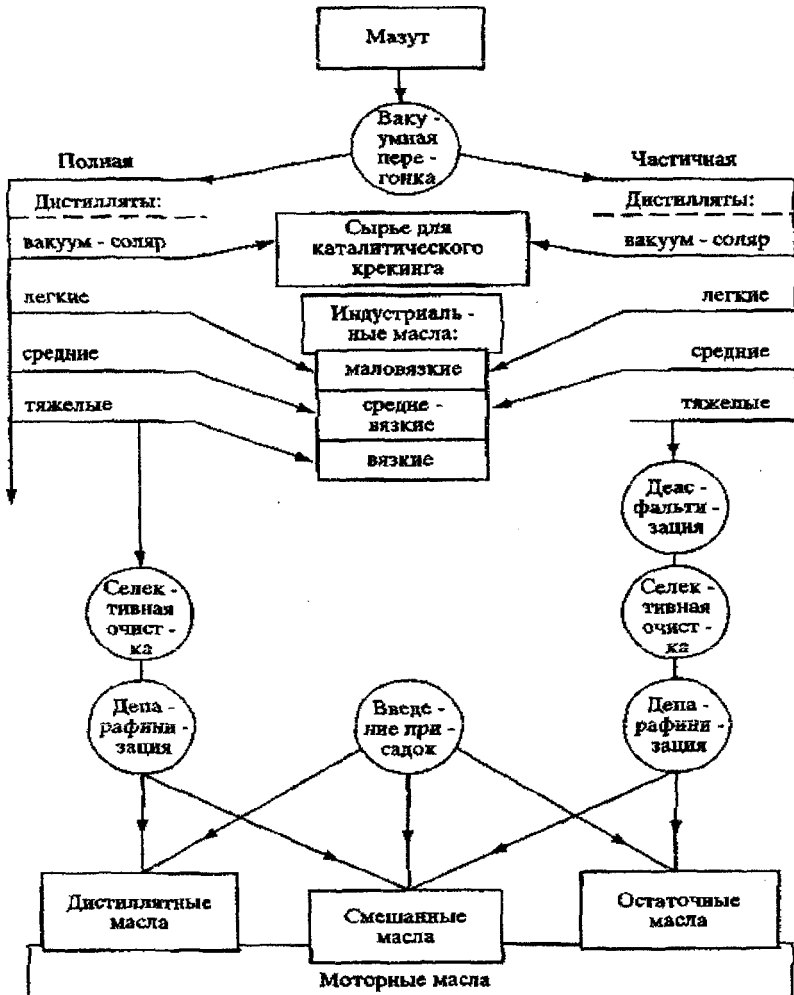 Мазут
Ваку -
умная
пере -
гонка
Полная
Частичная
Дистилляты:
Дистилляты:
вакуум - соляр
Сырье для
каталитического
крекинга
вакуум - соляр
легкие
легкие
Индустриаль -
ные масла:
средние
средние
маловязкие
тяжелые
средне -
вязкие
тяжелые
вязкие
Деас -
фальти -
зация
Селек -
тивная
очист -
ка
Селек -
тивная
очист -
ка
Депа -
рафини -
зация
Введе -
ние при -
садок
Депа -
рафини -
зация
Дистиллятные
масла
Смешанные
масла
Остаточные
масла
Моторные масла